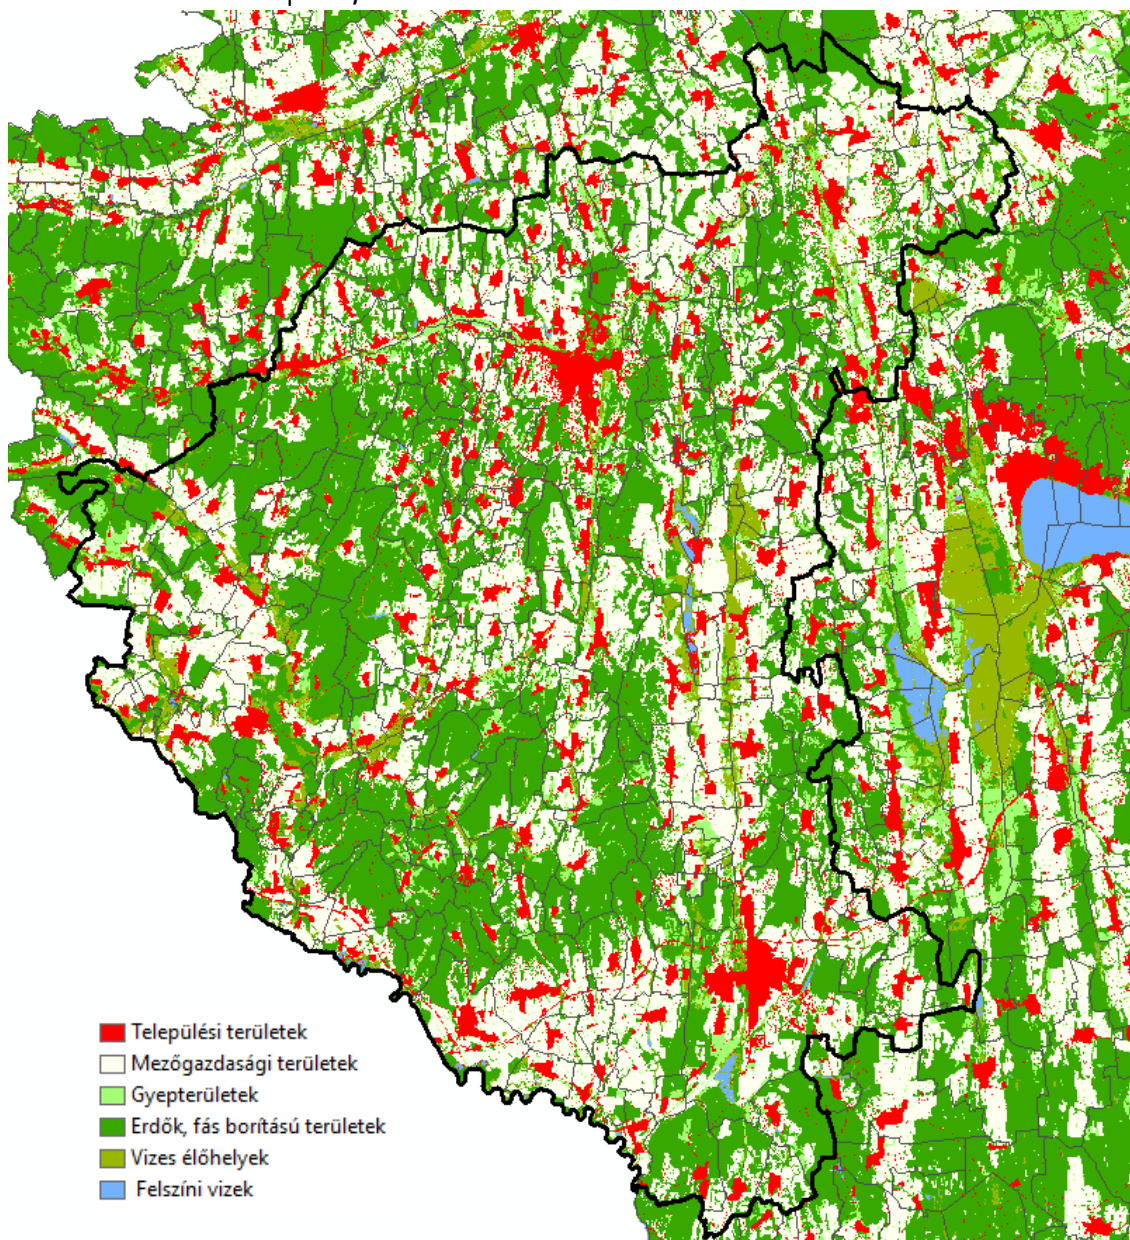 Települési területek
Mezőgazdasági területek
Gyepterületek
Erdők, fás borítású területek
Vizes élőhelyek
Felszíni vizek